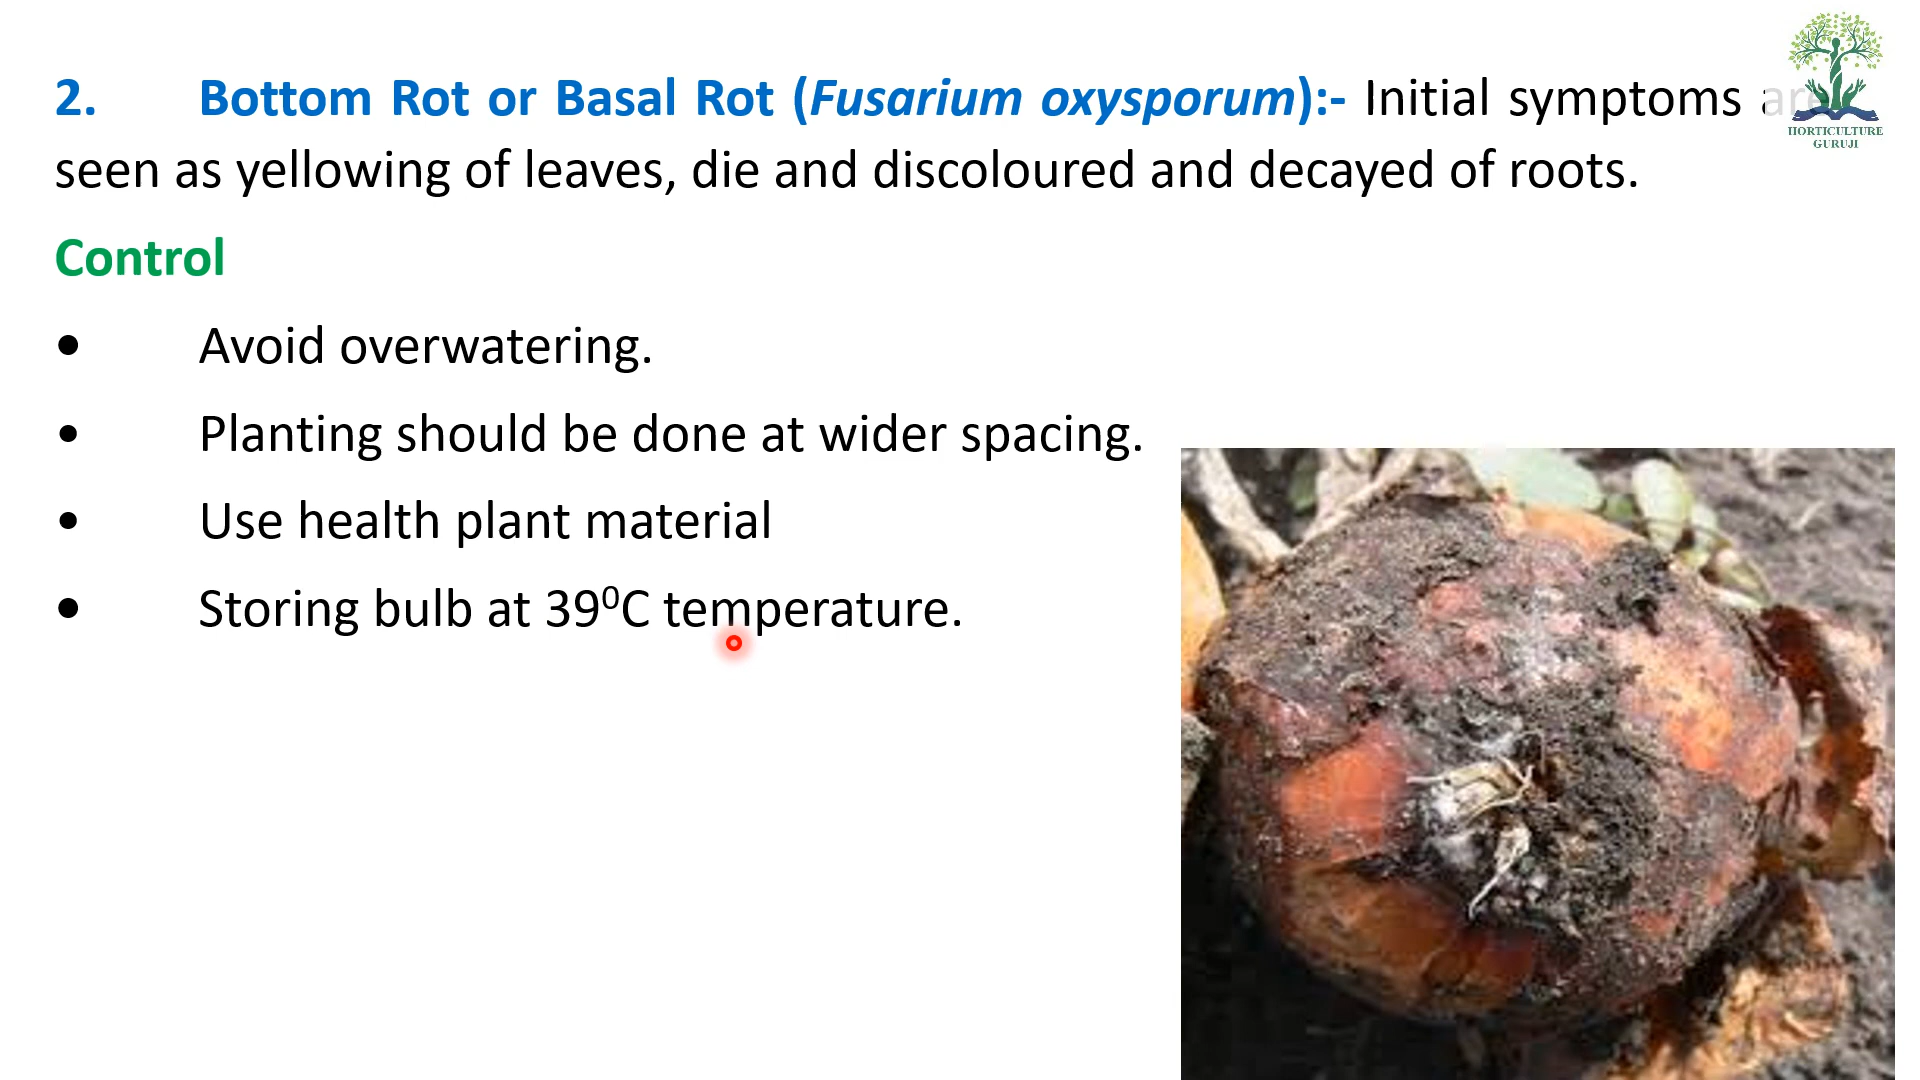 2. Bottom Rot or Basal Rot (Fusarium oxysporum):- Initial symptoms are
seen as yellowing of leaves, die and discoloured and decayed of roots.
Control
• Avoid overwatering.
• Planting should be done at wider spacing.
• Use health plant material
• Storing bulb at 39⁰C temperature.
HORTICULTURE
GURUJI